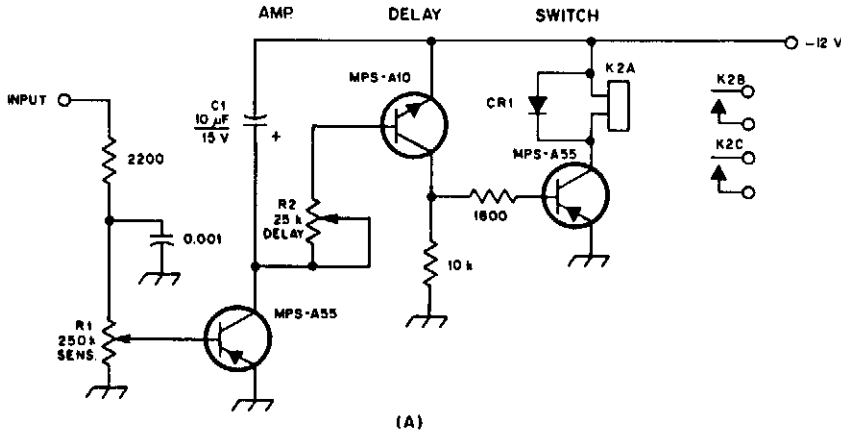 AMP.
DELAY
SWITCH
-12 V
INPUT
2200
0.001
R1
250 k
SENS.
C1
10 µF
15 V
+
MPS-A55
R2
25 k
DELAY
MPS-A10
10 k
1600
CR1
K2A
MPS-A55
K2B
K2C
(A)